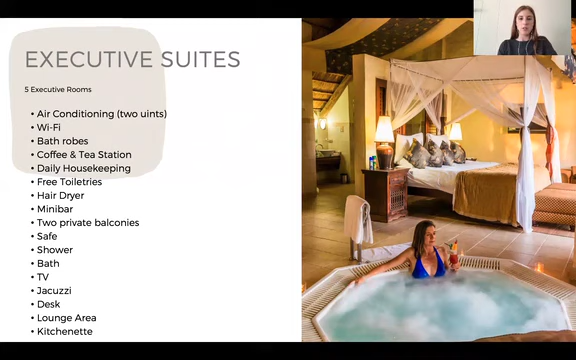 EXECUTIVE SUITES
5 Executive Rooms
• Air Conditioning (two uints)
• Wi-Fi
• Bath robes
• Coffee & Tea Station
• Daily Housekeeping
• Free Toiletries
• Hair Dryer
• Minibar
• Two private balconies
• Safe
• Shower
• Bath
• TV
• Jacuzzi
• Desk
• Lounge Area
• Kitchenette